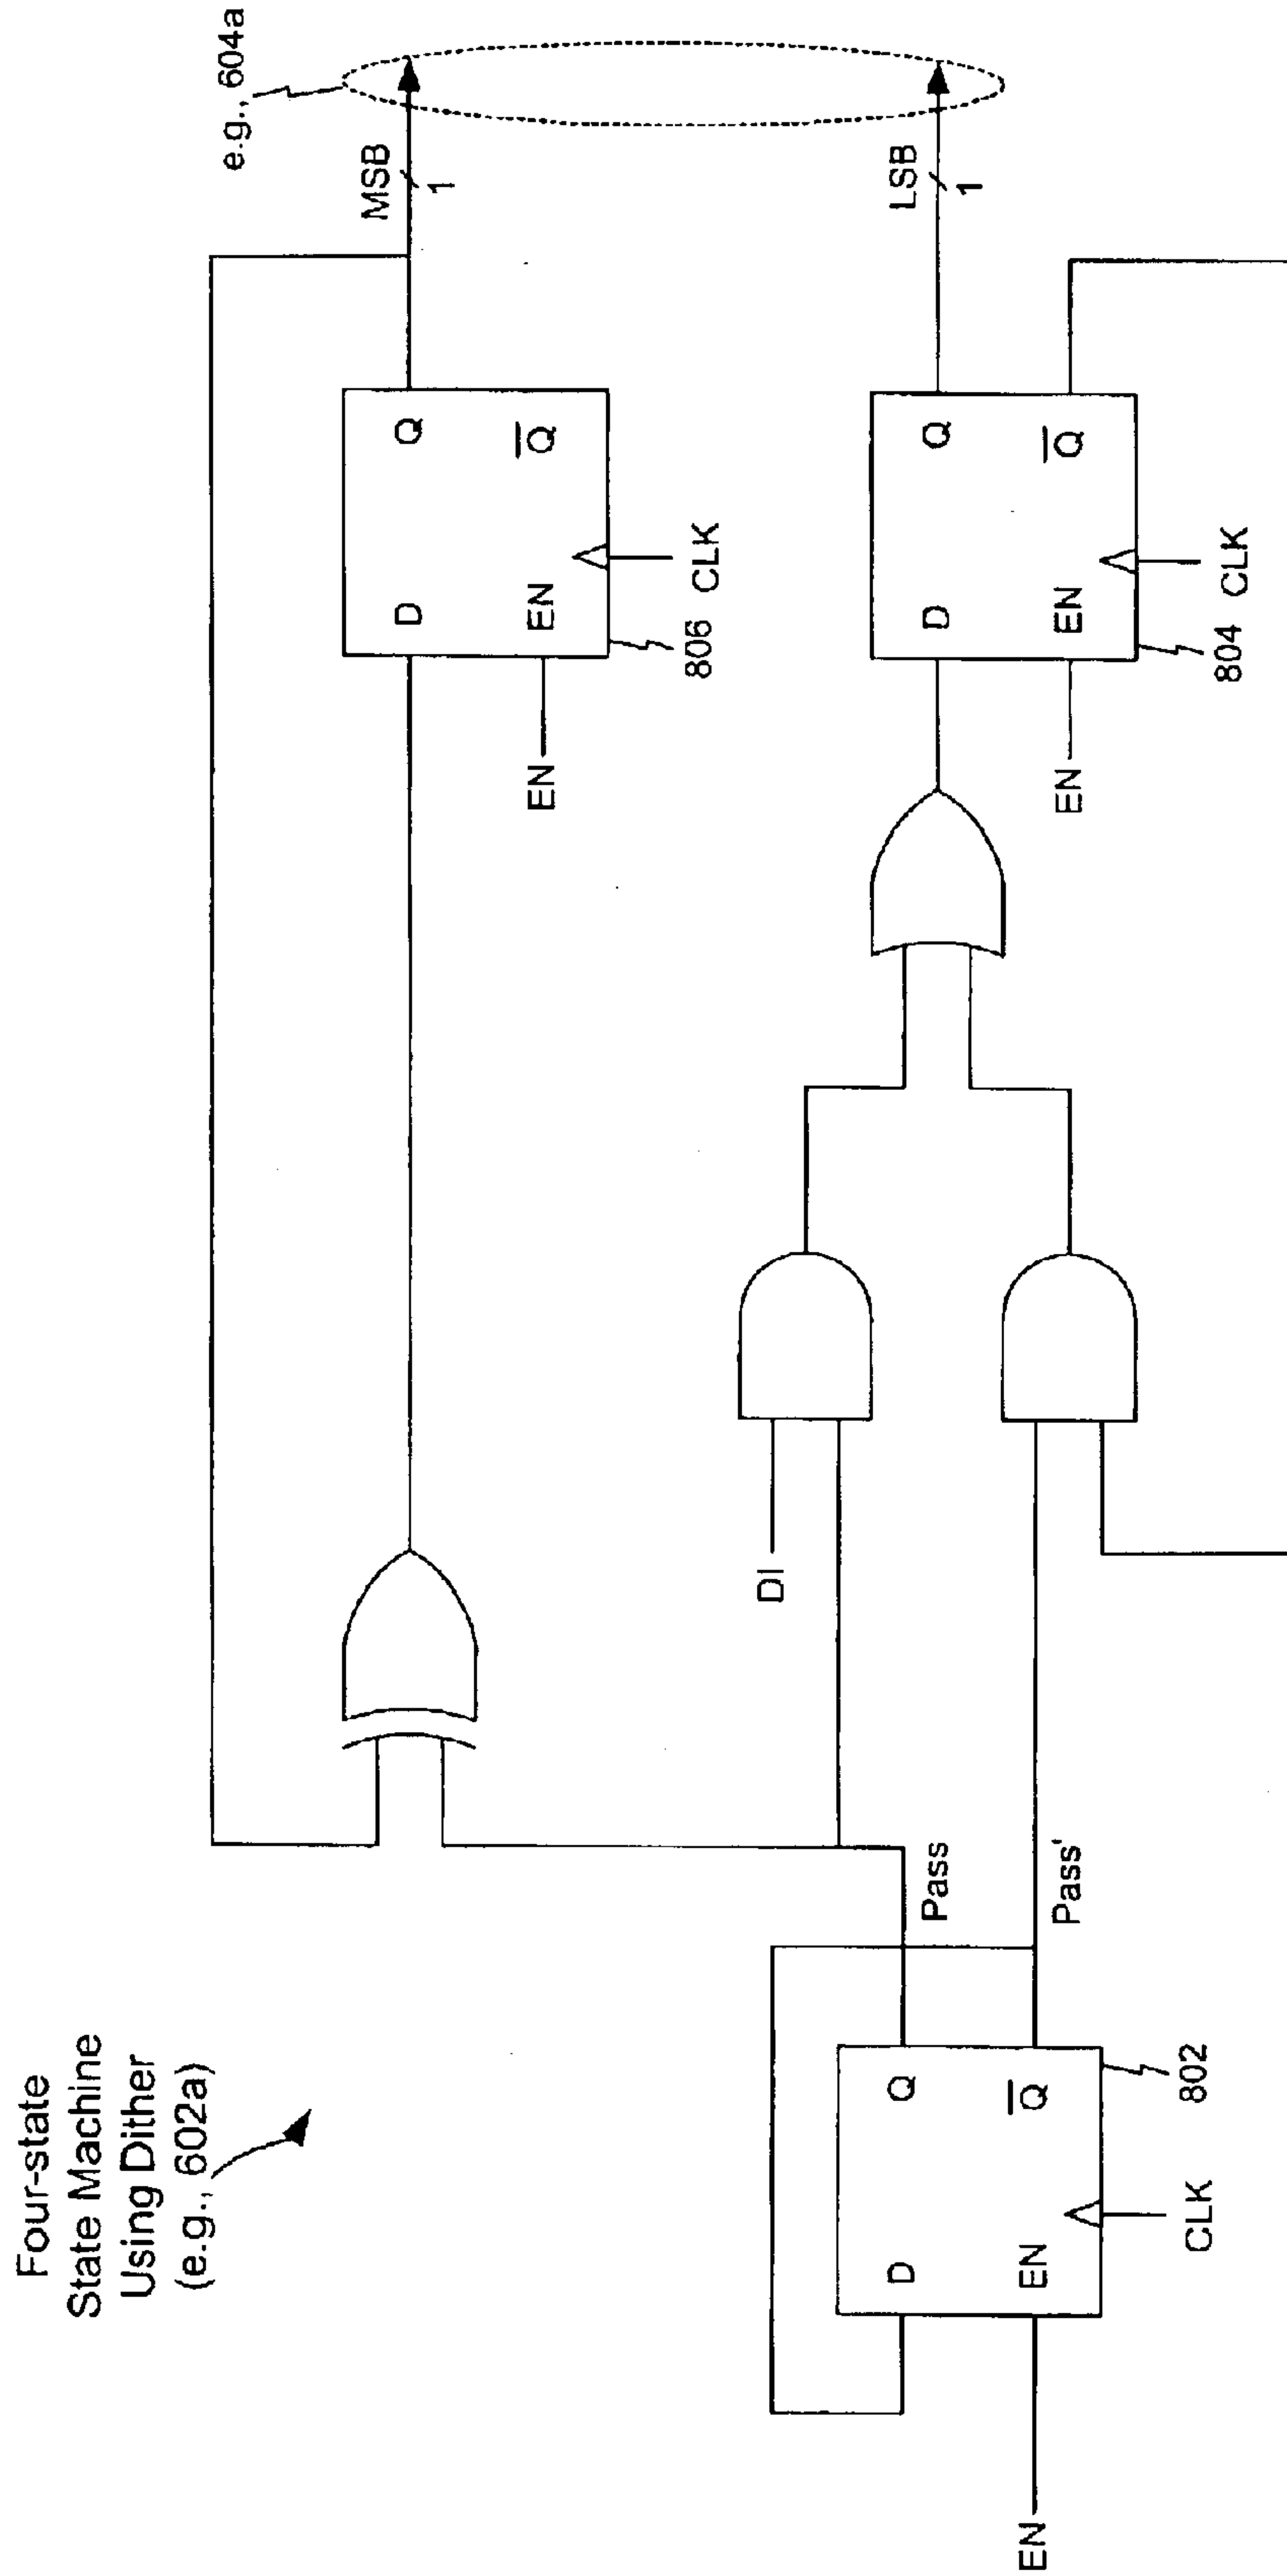 Four-state
State Machine
Using Dither
(e.g., 602a)
e.g., 604a
MSB
1
D
Q
EN
EN
Q
806
CLK
LSB
1
DI
D
Q
EN
EN
Q
804
CLK
Pass
Pass'
D
Q
EN
EN
Q
802
CLK